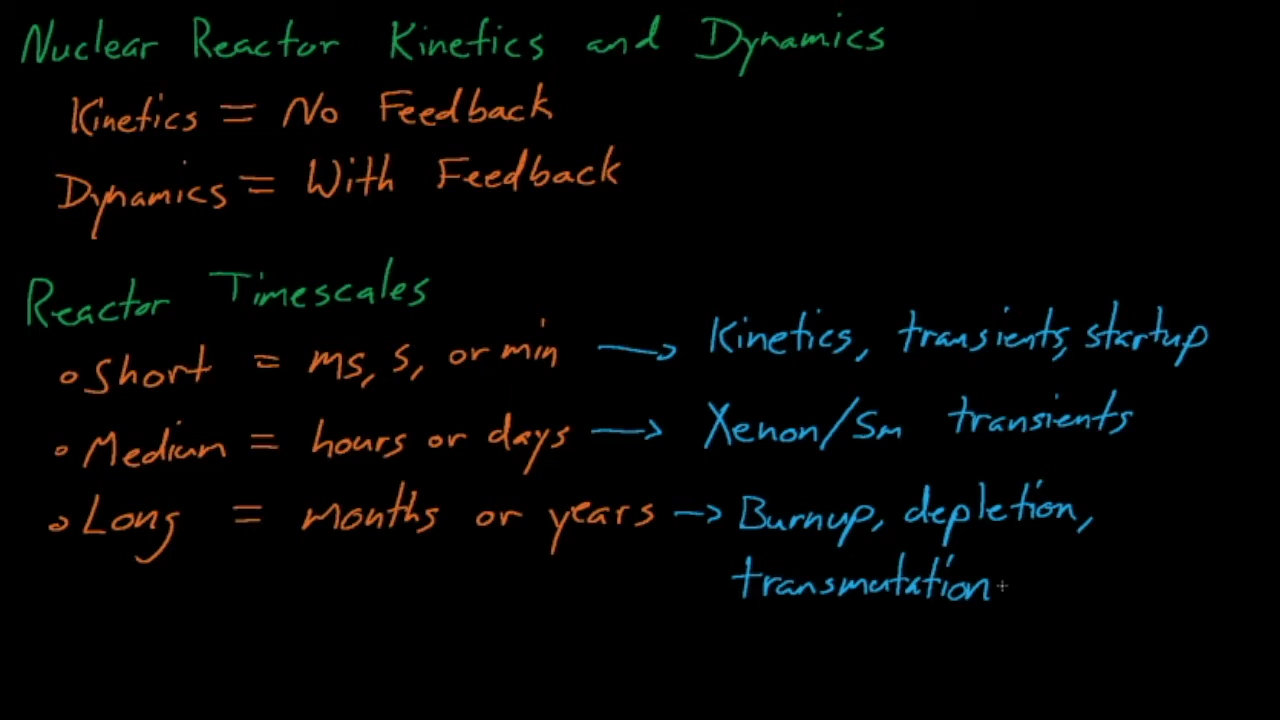 Nuclear Reactor Kinetics and Dynamics
Kinetics = No Feedback
Dynamics = With Feedback
Reactor Timescales
• Short = ms, s, or min → Kinetics, transients, startup
• Medium = hours or days → Xenon/Sm transients
• Long = months or years → Burnup, depletion,
transmutation